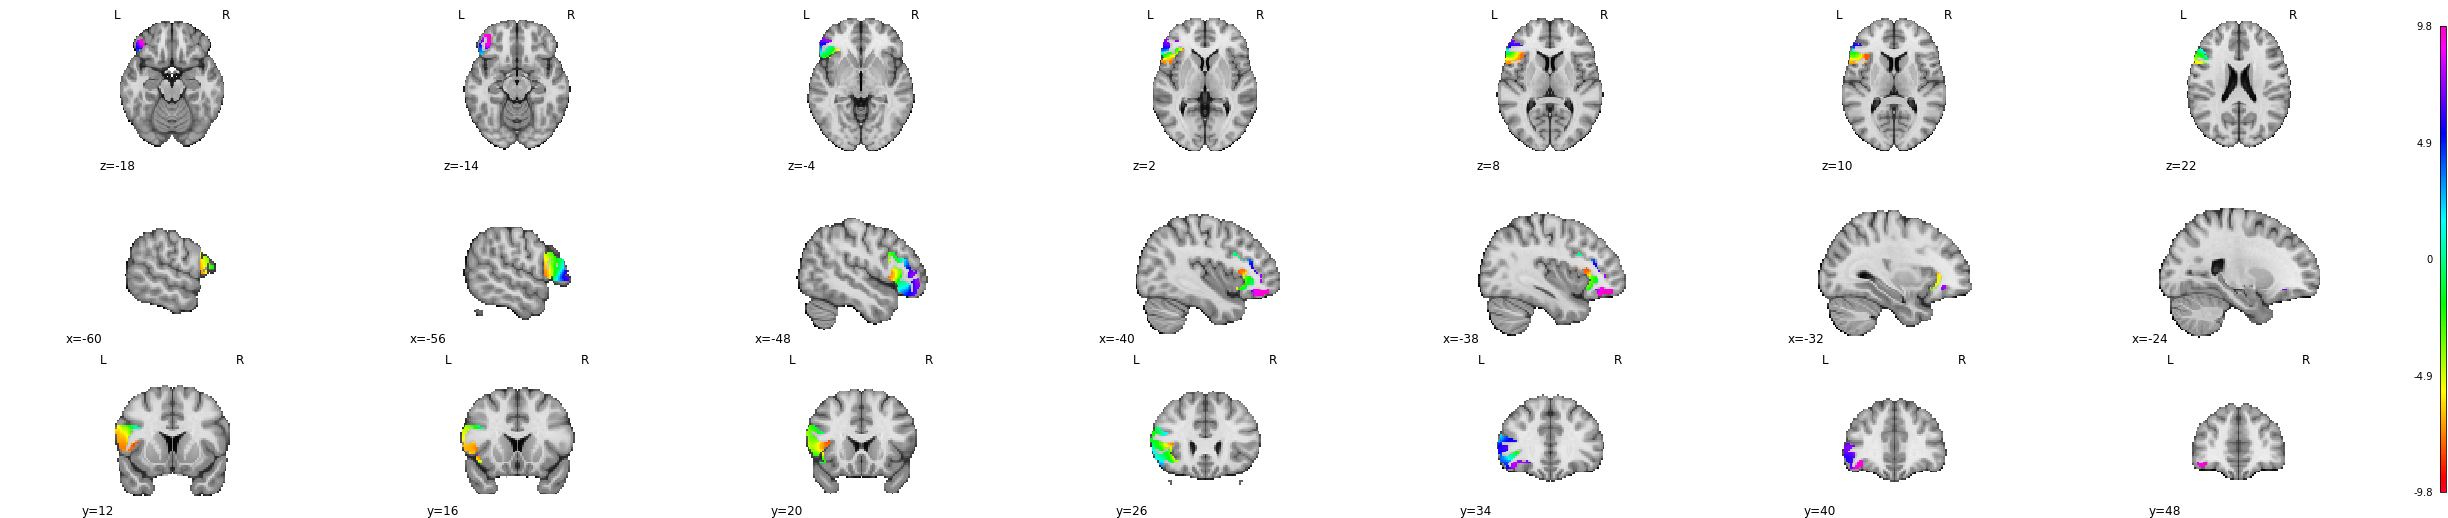 L R L R L R L R L R L R L R
z=-18 z=-14 z=-4 z=2 z=8 z=10 z=22
x=-60 x=-56 x=-48 x=-40 x=-38 x=-32 x=-24
L R L R L R L R L R L R L R
y=12 y=16 y=20 y=26 y=34 y=40 y=48
9.8
4.9
0
-4.9
-9.8